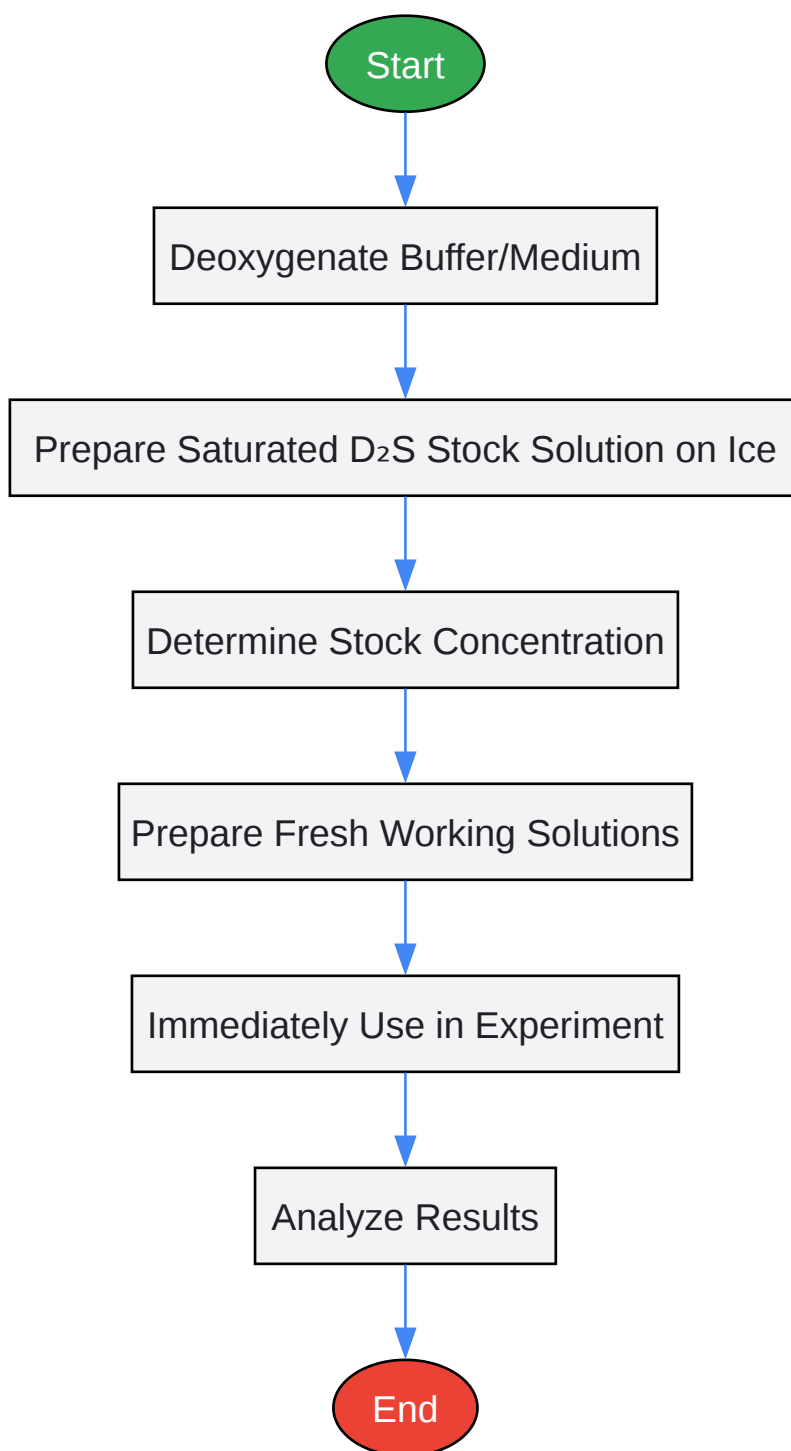 Start
Deoxygenate Buffer/Medium
Prepare Saturated D₂S Stock Solution on Ice
Determine Stock Concentration
Prepare Fresh Working Solutions
Immediately Use in Experiment
Analyze Results
End